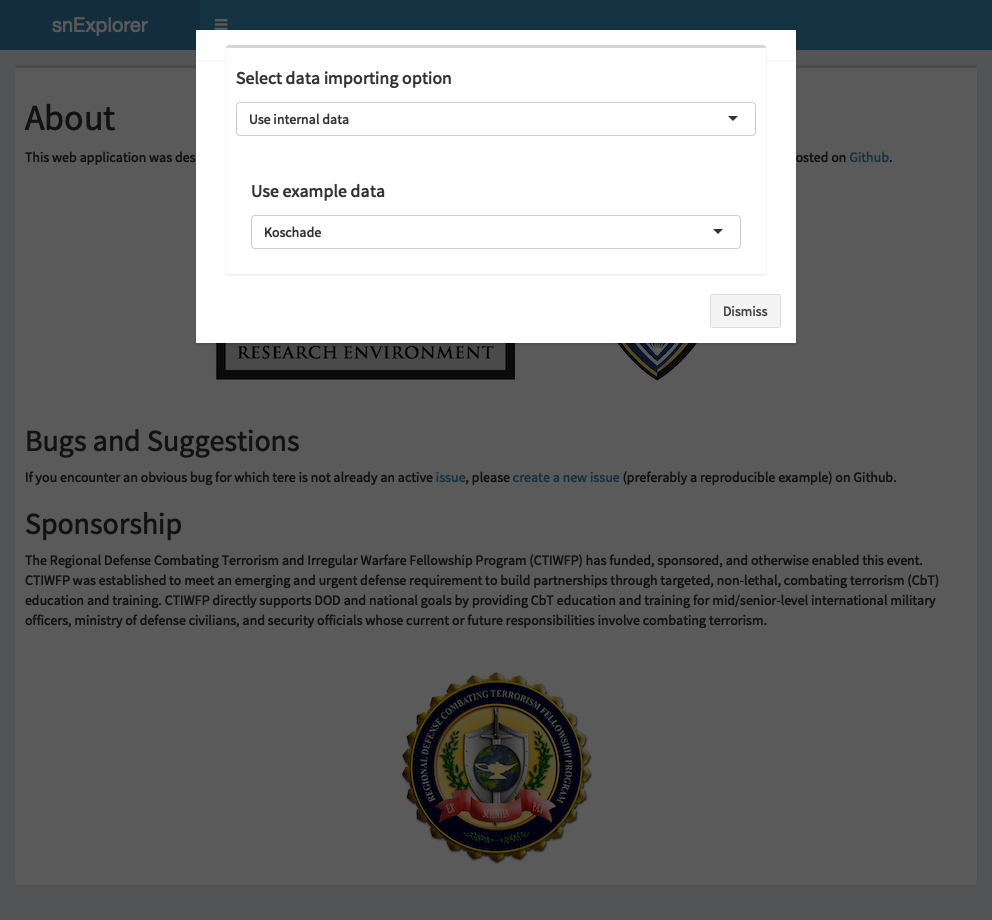 snExplorer
Select data importing option
Use internal data
Use example data
Koschade
Dismiss
About
This web application was des
osted on Github.
RESEARCH ENVIRONMENT
Bugs and Suggestions
If you encounter an obvious bug for which tere is not already an active issue, please create a new issue (preferably a reproducible example) on Github.
Sponsorship
The Regional Defense Combating Terrorism and Irregular Warfare Fellowship Program (CTIWFP) has funded, sponsored, and otherwise enabled this event.
CTIWFP was established to meet an emerging and urgent defense requirement to build partnerships through targeted, non-lethal, combating terrorism (CbT)
education and training. CTIWFP directly supports DOD and national goals by providing CbT education and training for mid/senior-level international military
officers, ministry of defense civilians, and security officials whose current or future responsibilities involve combating terrorism.
REGIONAL DEFENSE COMBATING TERRORISM FELLOWSHIP PROGRAM
EX SCIENTIA PAX